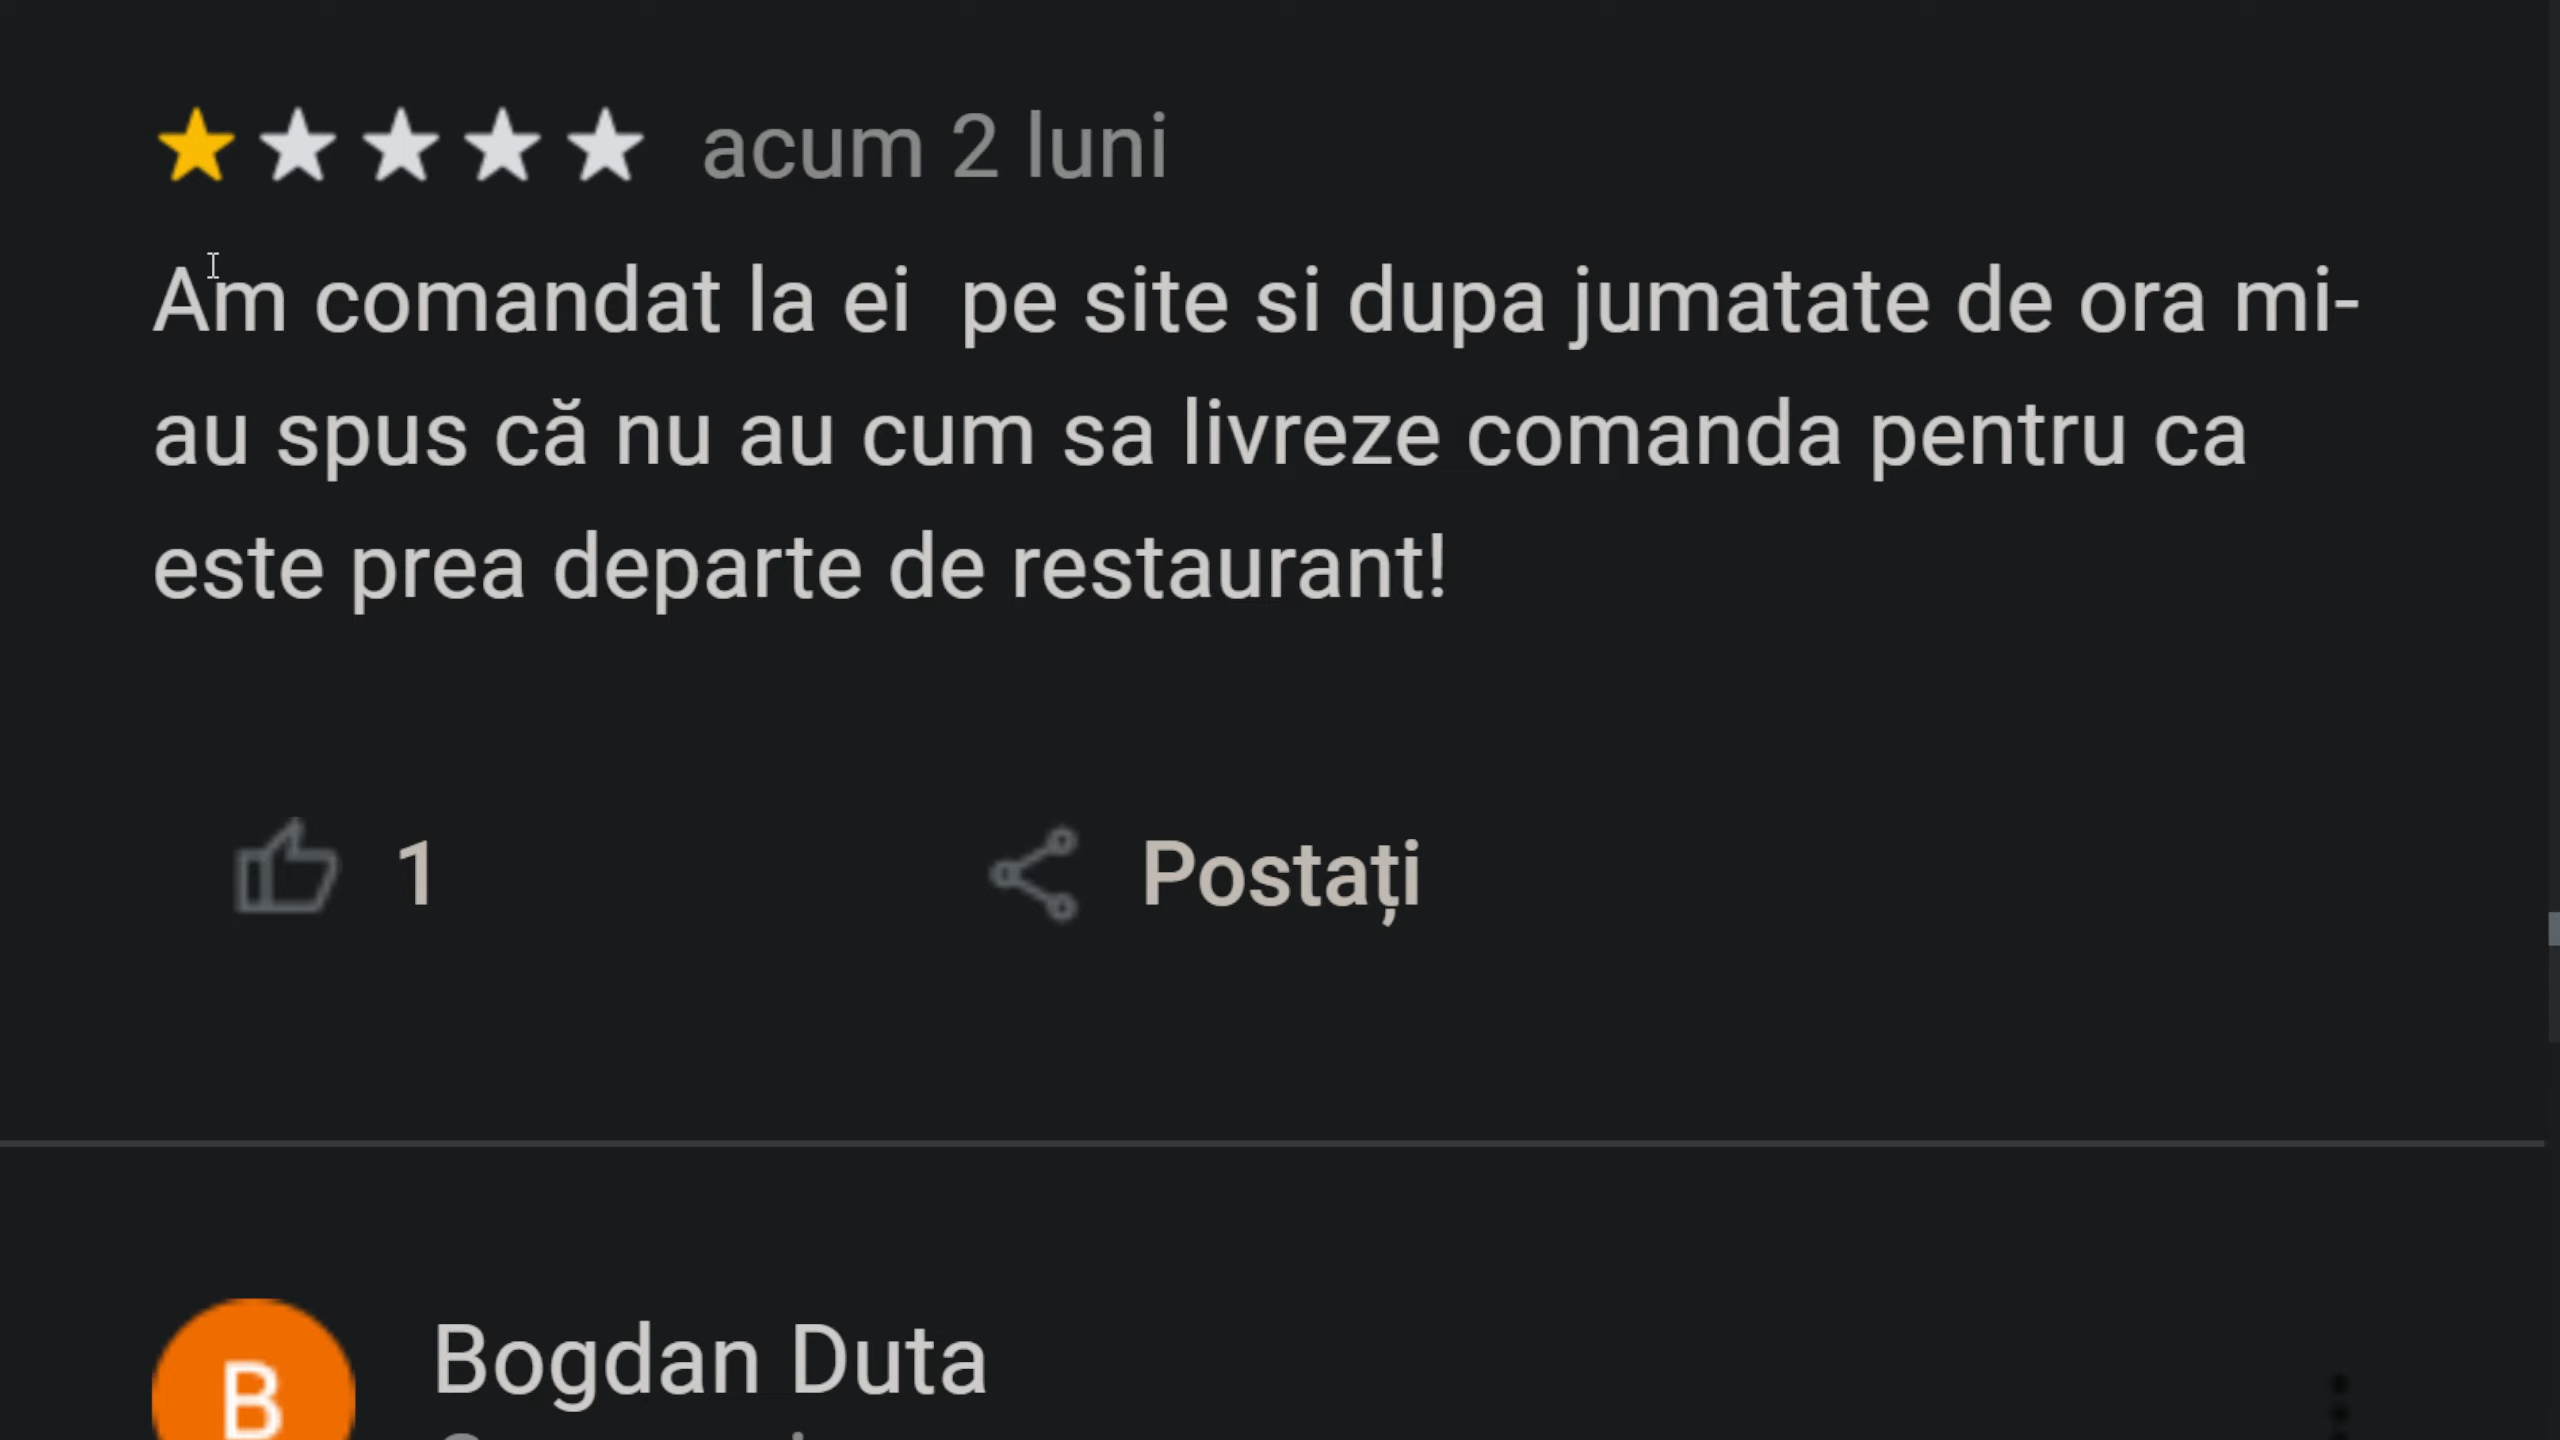 acum 2 luni
Am comandat la ei  pe site si dupa jumatate de ora mi-
au spus că nu au cum sa livreze comanda pentru ca
este prea departe de restaurant!
1
Postați
Bogdan Duta
B